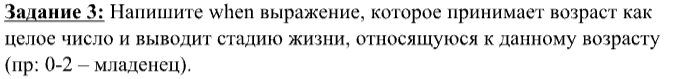 Задание 3: Напишите when выражение, которое принимает возраст как
целое число и выводит стадию жизни, относящуюся к данному возрасту
(пр: 0-2 – младенец).